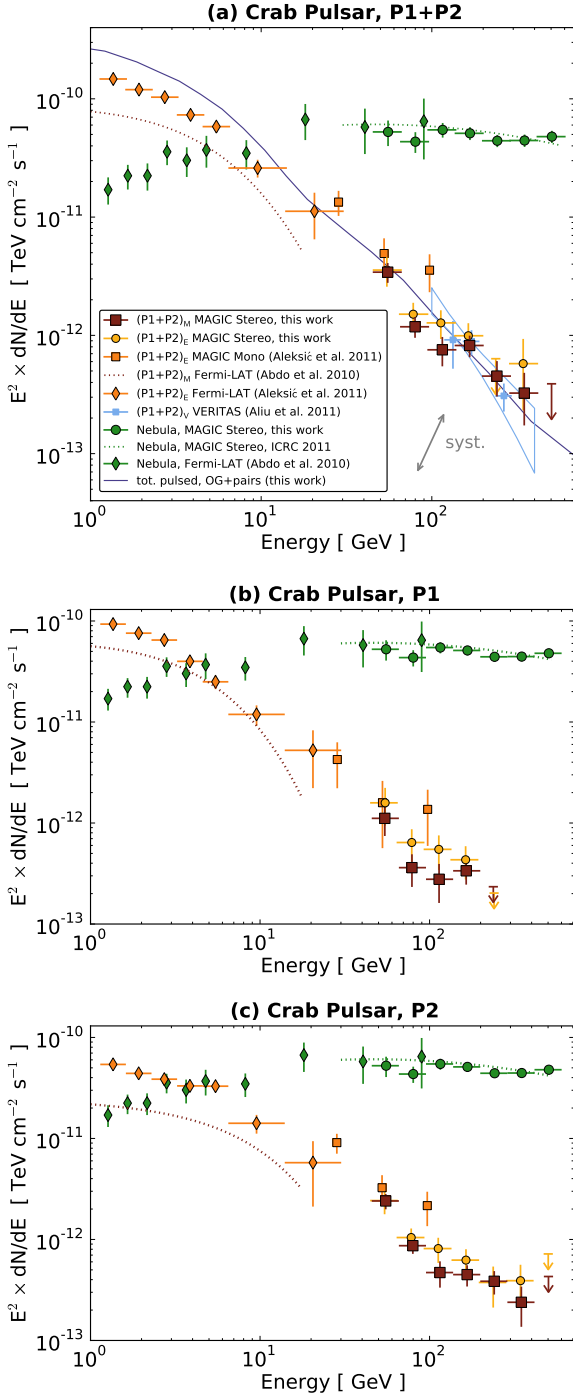 (a) Crab Pulsar, P1+P2
E² × dN/dE [ TeV cm⁻² s⁻¹ ]
10⁻¹⁰
10⁻¹¹
10⁻¹²
10⁻¹³
(P1+P2)_M MAGIC Stereo, this work
(P1+P2)_E MAGIC Stereo, this work
(P1+P2)_E MAGIC Mono (Aleksić et al. 2011)
(P1+P2)_M Fermi-LAT (Abdo et al. 2010)
(P1+P2)_E Fermi-LAT (Aleksić et al. 2011)
(P1+P2)_V VERITAS (Aliu et al. 2011)
Nebula, MAGIC Stereo, this work
Nebula, MAGIC Stereo, ICRC 2011
Nebula, Fermi-LAT (Abdo et al. 2010)
tot. pulsed, OG+pairs (this work)
syst.
10⁰ 10¹ 10²
Energy [ GeV ]
(b) Crab Pulsar, P1
E² × dN/dE [ TeV cm⁻² s⁻¹ ]
10⁻¹⁰
10⁻¹¹
10⁻¹²
10⁻¹³
10⁰ 10¹ 10²
Energy [ GeV ]
(c) Crab Pulsar, P2
E² × dN/dE [ TeV cm⁻² s⁻¹ ]
10⁻¹⁰
10⁻¹¹
10⁻¹²
10⁻¹³
10⁰ 10¹ 10²
Energy [ GeV ]